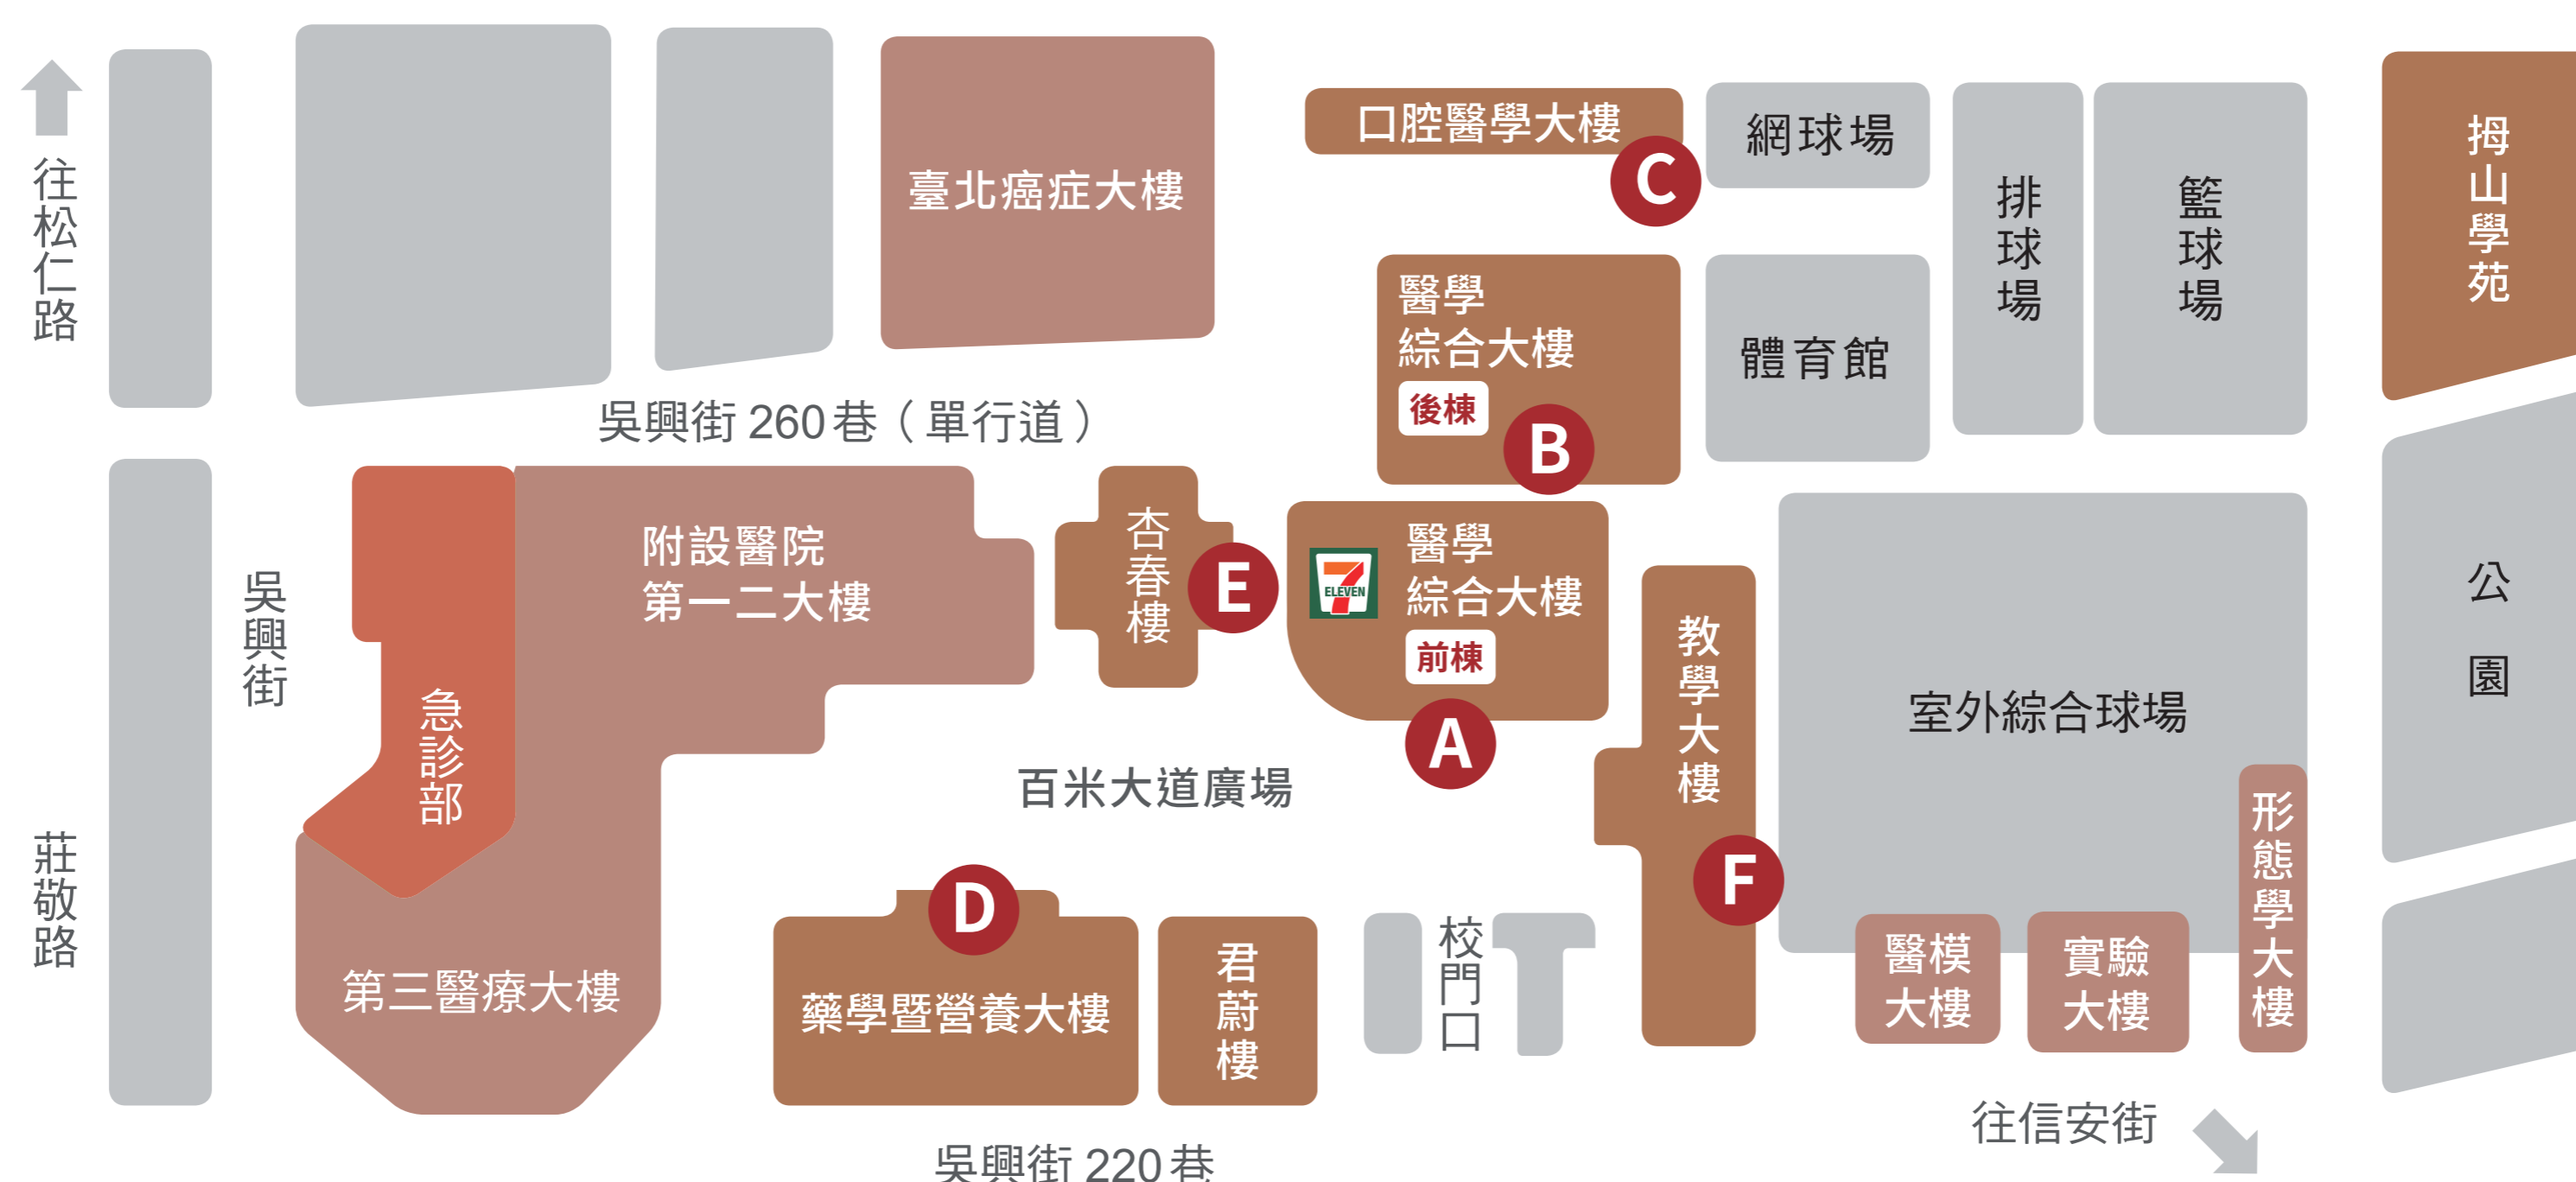 往松仁路
臺北癌症大樓
口腔醫學大樓
C
網球場
排球場
籃球場
拇山學苑
醫學
綜合大樓
後棟
B
體育館
吳興街 260 巷（單行道）
吳興街
急診部
附設醫院
第一二大樓
杏春樓
E
7
ELEVEN
醫學
綜合大樓
前棟
A
教學大樓
F
室外綜合球場
公園
百米大道廣場
莊敬路
第三醫療大樓
D
藥學暨營養大樓
君蔚樓
校門口
醫模
大樓
實驗
大樓
形態學大樓
往信安街
吳興街 220 巷